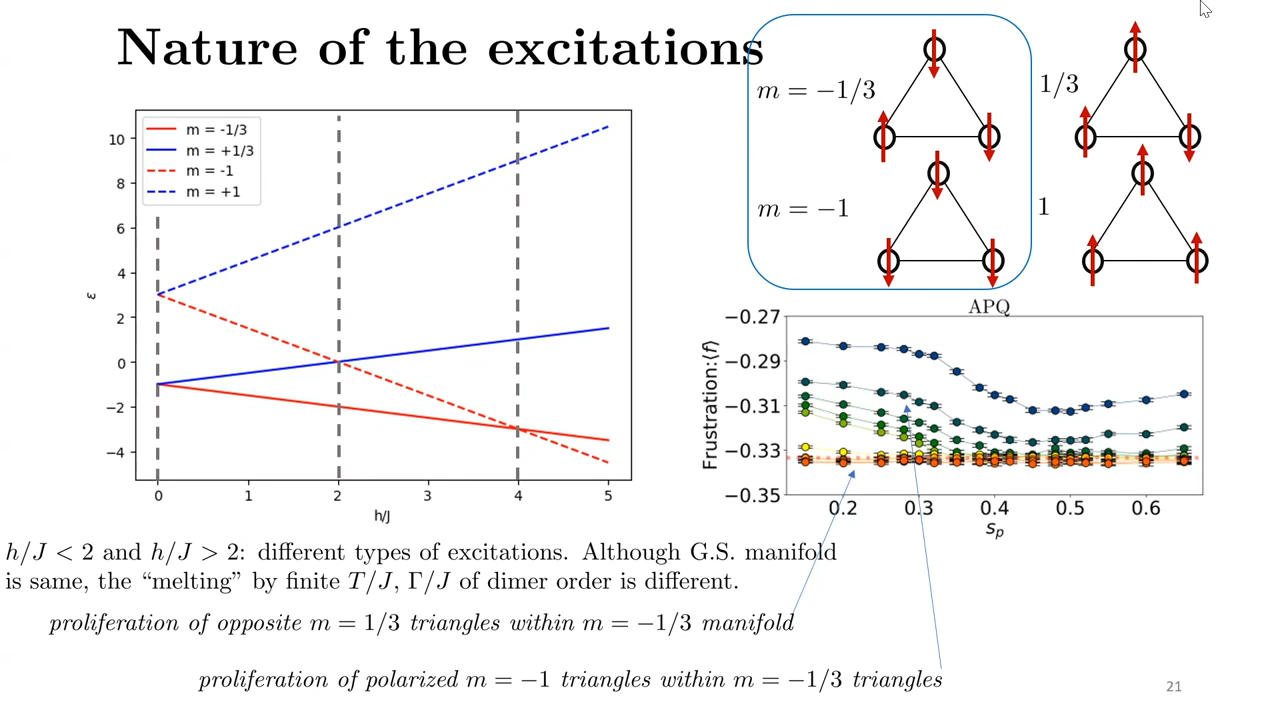 Nature of the excitations
m = −1/3
1/3
m = −1
1
m = -1/3
m = +1/3
m = -1
m = +1
10
8
6
4
2
0
−2
−4
ε
0 1 2 3 4 5
h/J
APQ
−0.27
−0.29
−0.31
−0.33
−0.35
Frustration:⟨f⟩
0.2 0.3 0.4 0.5 0.6
s_p
h/J < 2 and h/J > 2: different types of excitations. Although G.S. manifold
is same, the “melting” by finite T/J, Γ/J of dimer order is different.
proliferation of opposite m = 1/3 triangles within m = −1/3 manifold
proliferation of polarized m = −1 triangles within m = −1/3 triangles
21